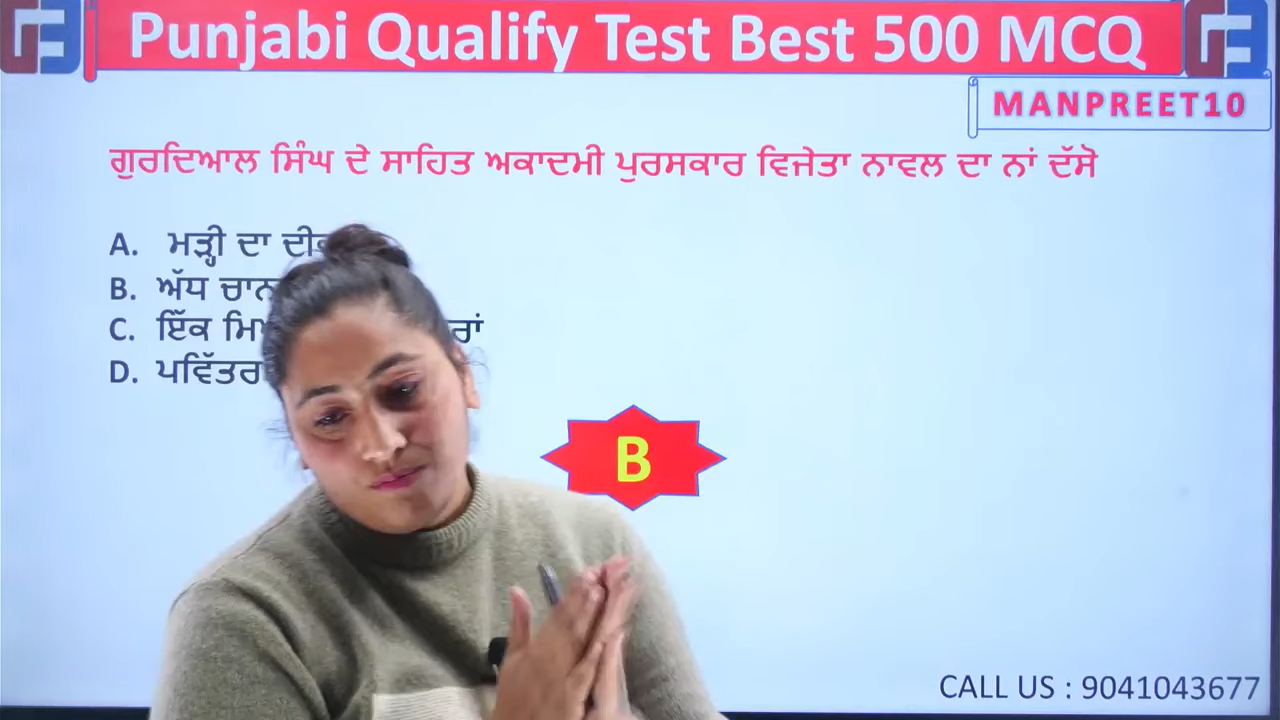 Punjabi Qualify Test Best 500 MCQ
MANPREET10
ਗੁਰਦਿਆਲ ਸਿੰਘ ਦੇ ਸਾਹਿਤ ਅਕਾਦਮੀ ਪੁਰਸਕਾਰ ਵਿਜੇਤਾ ਨਾਵਲ ਦਾ ਨਾਂ ਦੱਸੋ
A. ਮੜ੍ਹੀ ਦਾ
B. ਅੱਧ
C. ਇੱਕ
D. ਪਵਿੱਤਰ
B
CALL US : 9041043677